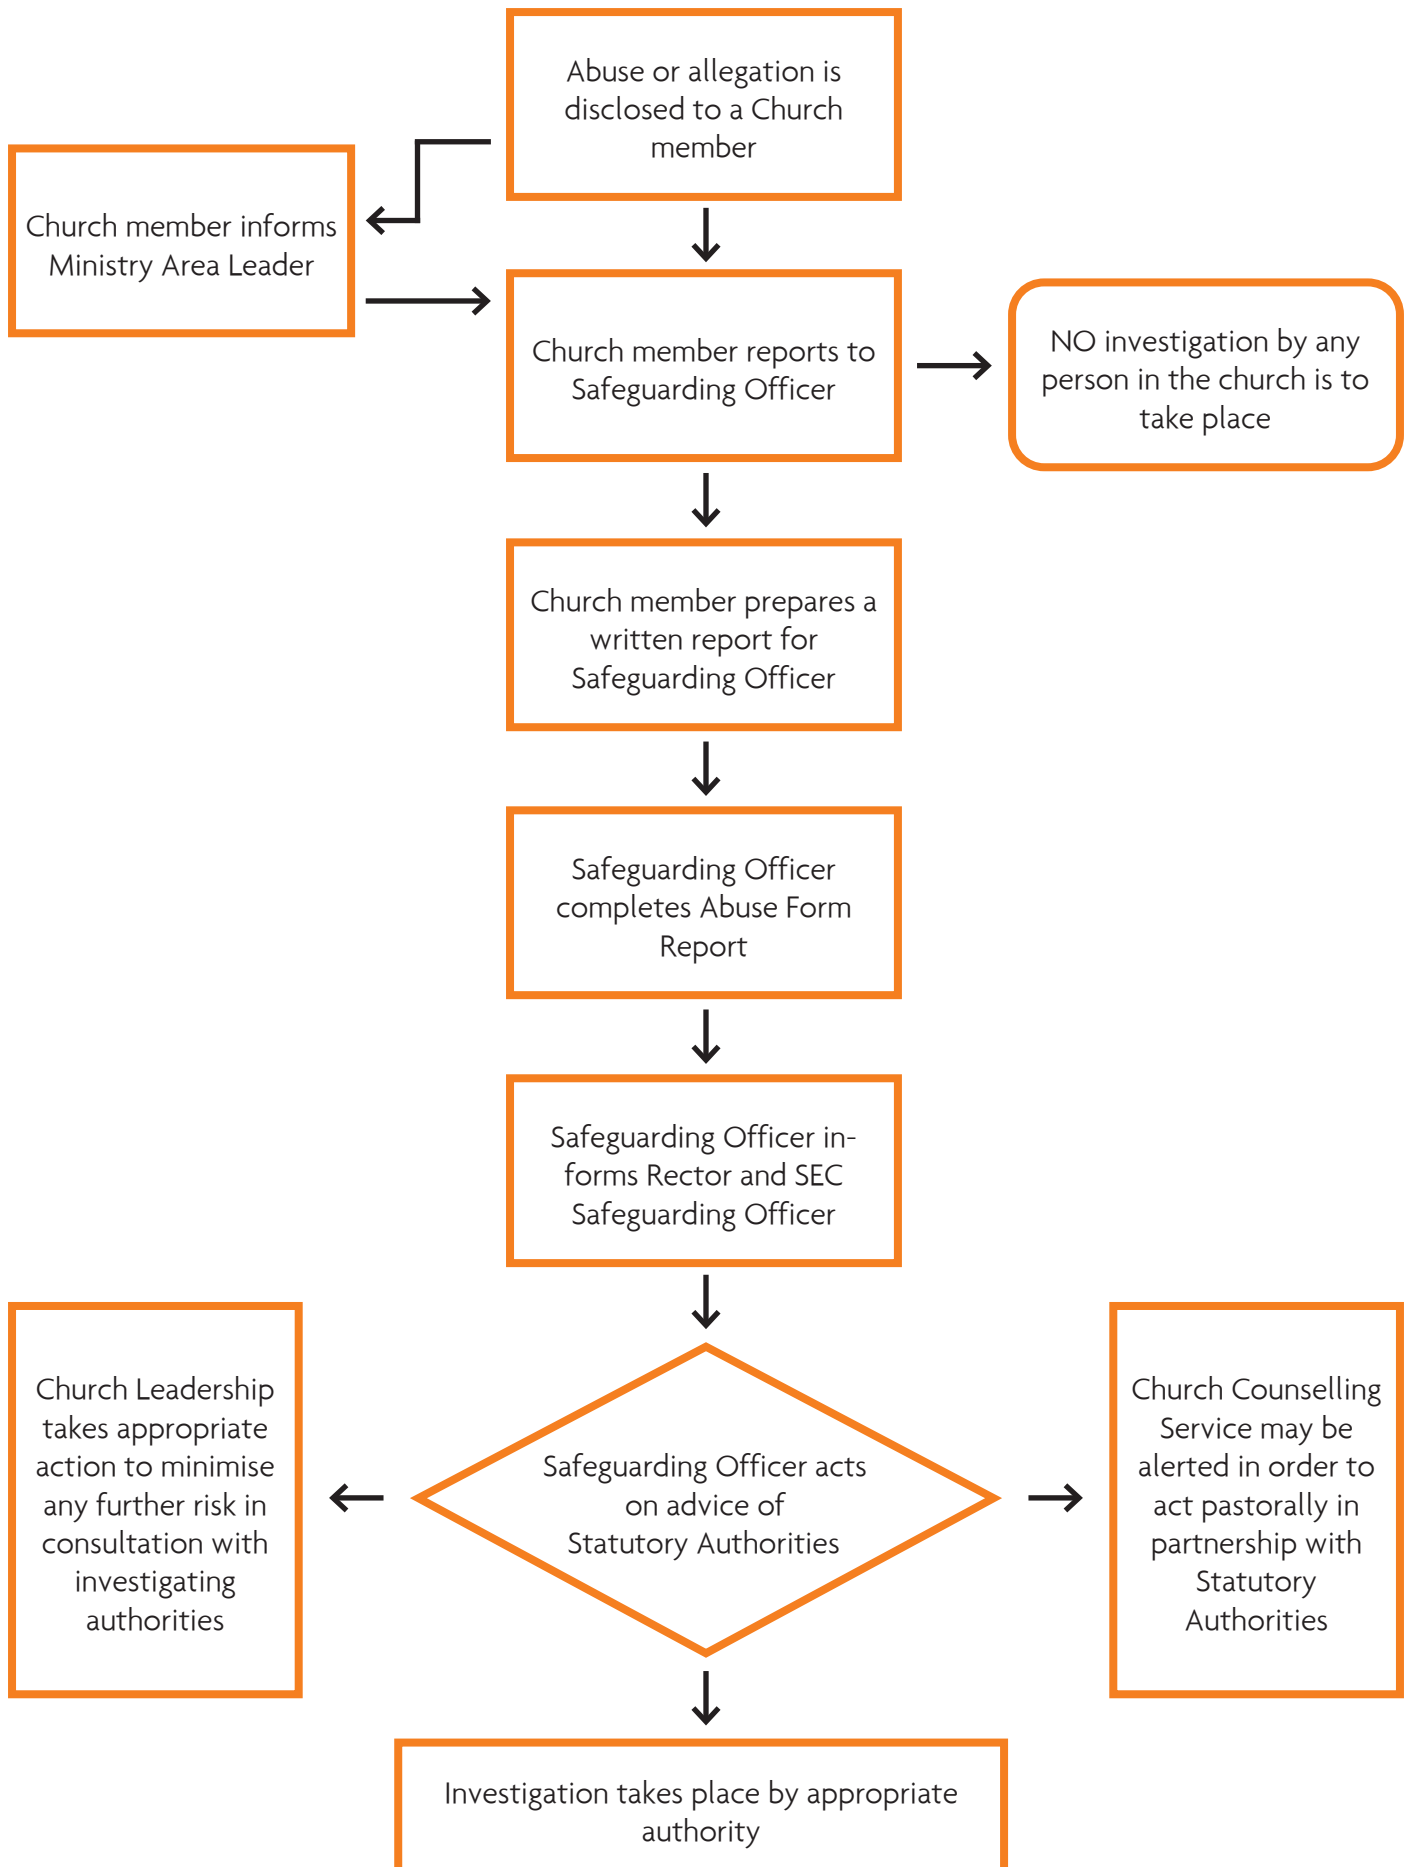 Abuse or allegation is
disclosed to a Church
member
Church member informs
Ministry Area Leader
Church member reports to
Safeguarding Officer
NO investigation by any
person in the church is to
take place
Church member prepares a
written report for
Safeguarding Officer
Safeguarding Officer
completes Abuse Form
Report
Safeguarding Officer in-
forms Rector and SEC
Safeguarding Officer
Church Leadership
takes appropriate
action to minimise
any further risk in
consultation with
investigating
authorities
Safeguarding Officer acts
on advice of
Statutory Authorities
Church Counselling
Service may be
alerted in order to
act pastorally in
partnership with
Statutory
Authorities
Investigation takes place by appropriate
authority